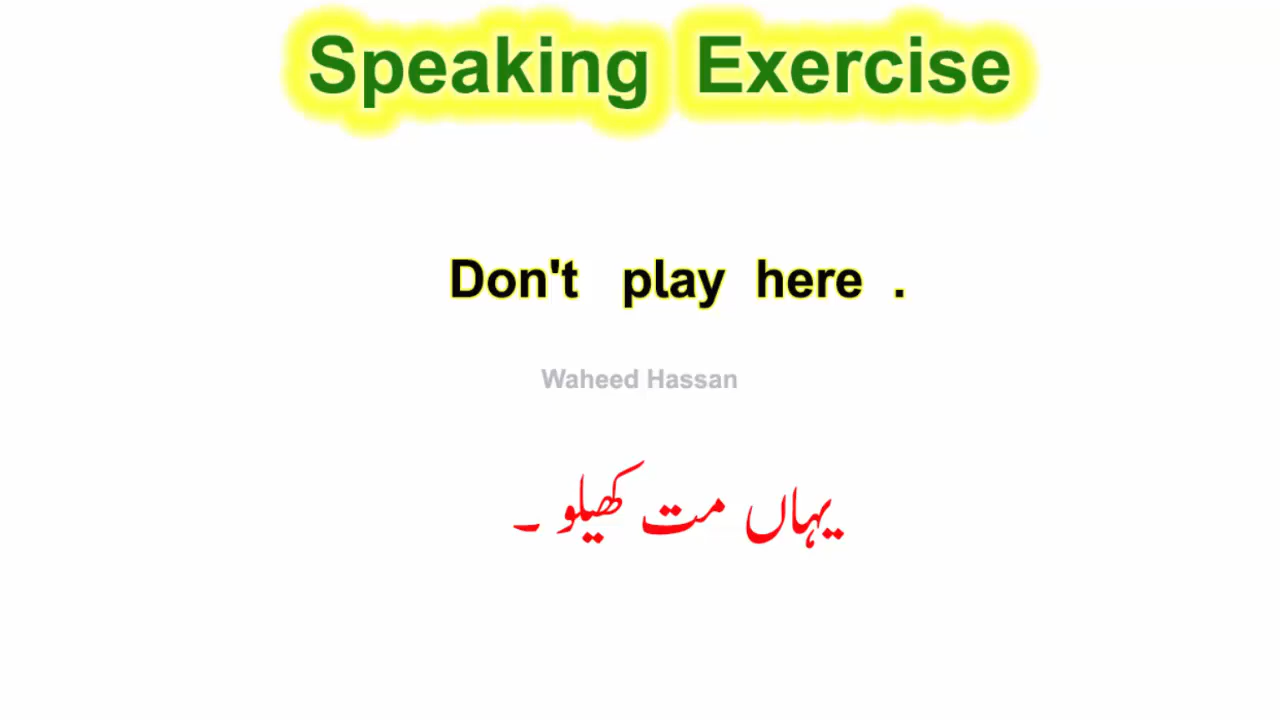 Speaking Exercise
Don't play here .
Waheed Hassan
یہاں مت کھیلو ۔